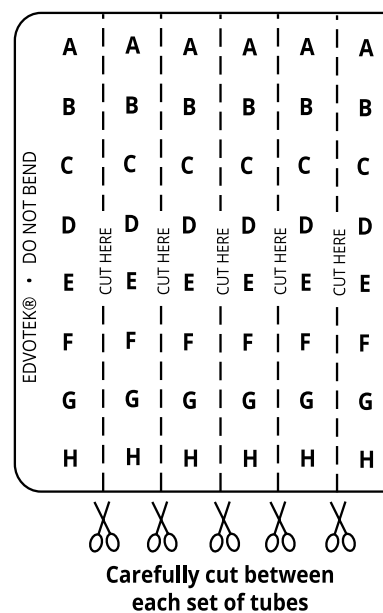 A A A A A A
B B B B B B
C C C C C C
D D D D D D
E E E E E E
F F F F F F
G G G G G G
H H H H H H
EDVOTEK® • DO NOT BEND
CUT HERE
CUT HERE
CUT HERE
CUT HERE
CUT HERE
Carefully cut between
each set of tubes